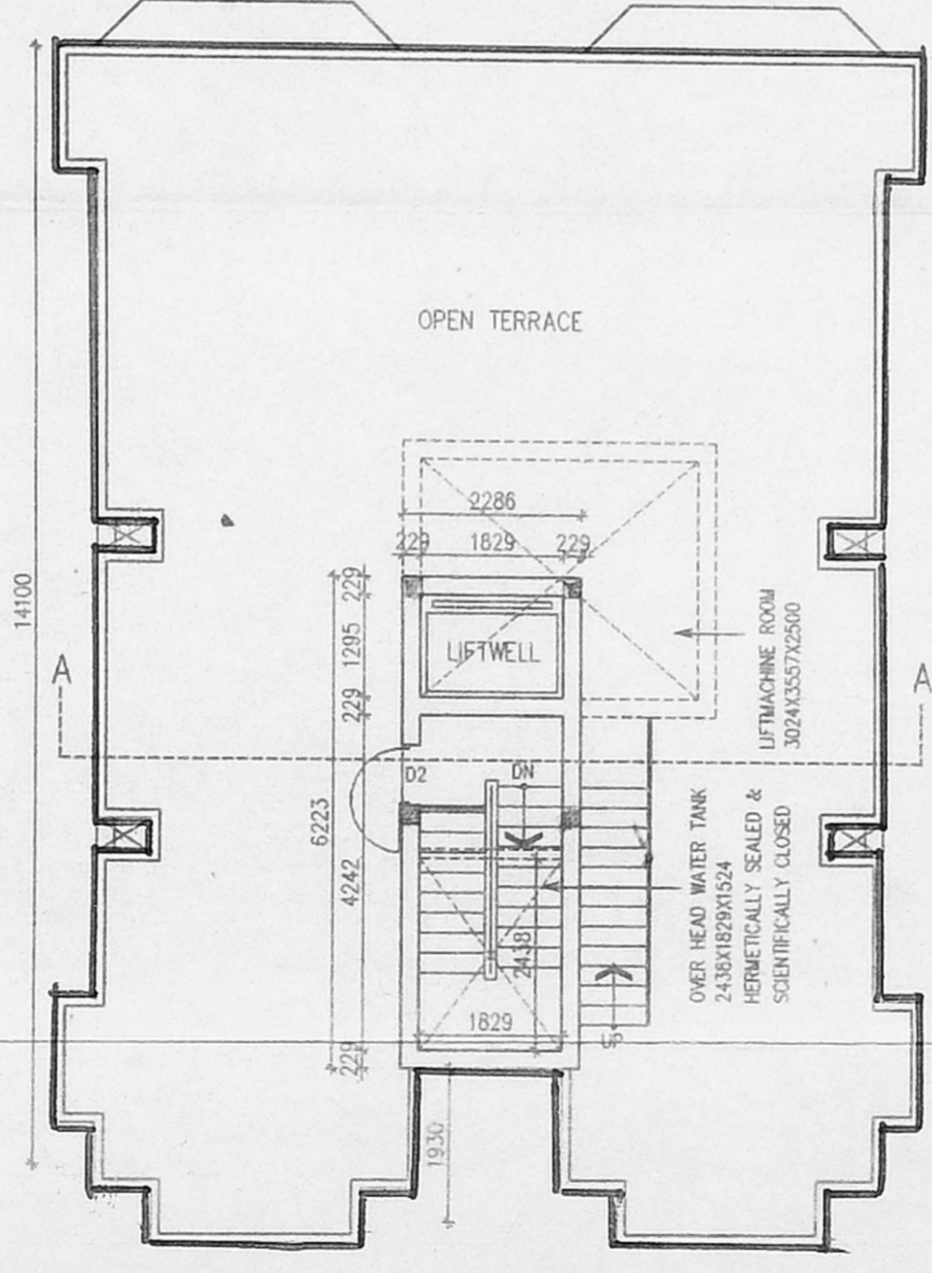 OPEN TERRACE
2286
229 1829 229
229
1295
229
4242
229
6223
14100
LIFTWELL
A
A
LIFTMACHINE ROOM
3024X3557X2500
D2
DN
OVER HEAD WATER TANK
2438X1829X1524
HERMETICALLY SEALED &
SCIENTIFICALLY CLOSED
2438
1829
UP
1930